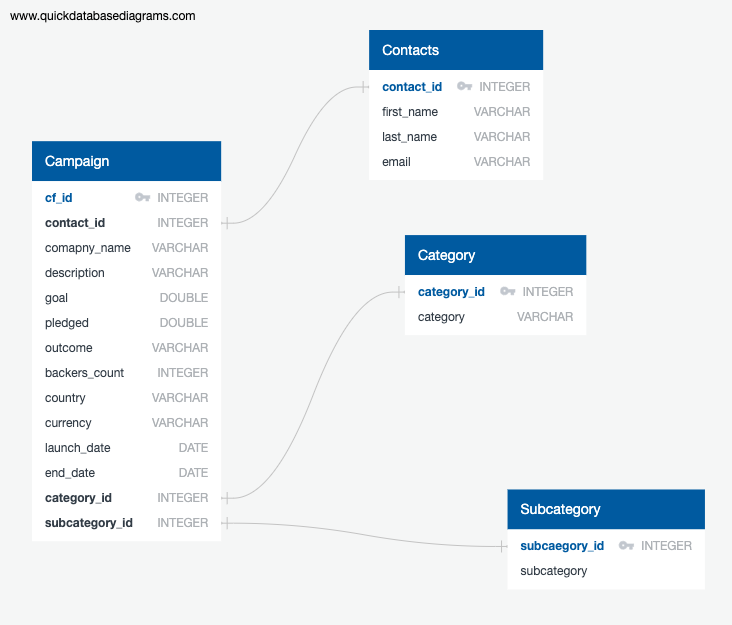 www.quickdatabasediagrams.com
Contacts
contact_id INTEGER
first_name VARCHAR
last_name VARCHAR
email VARCHAR
Campaign
cf_id INTEGER
contact_id INTEGER
comapny_name VARCHAR
description VARCHAR
goal DOUBLE
pledged DOUBLE
outcome VARCHAR
backers_count INTEGER
country VARCHAR
currency VARCHAR
launch_date DATE
end_date DATE
category_id INTEGER
subcategory_id INTEGER
Category
category_id INTEGER
category VARCHAR
Subcategory
subcaegory_id INTEGER
subcategory